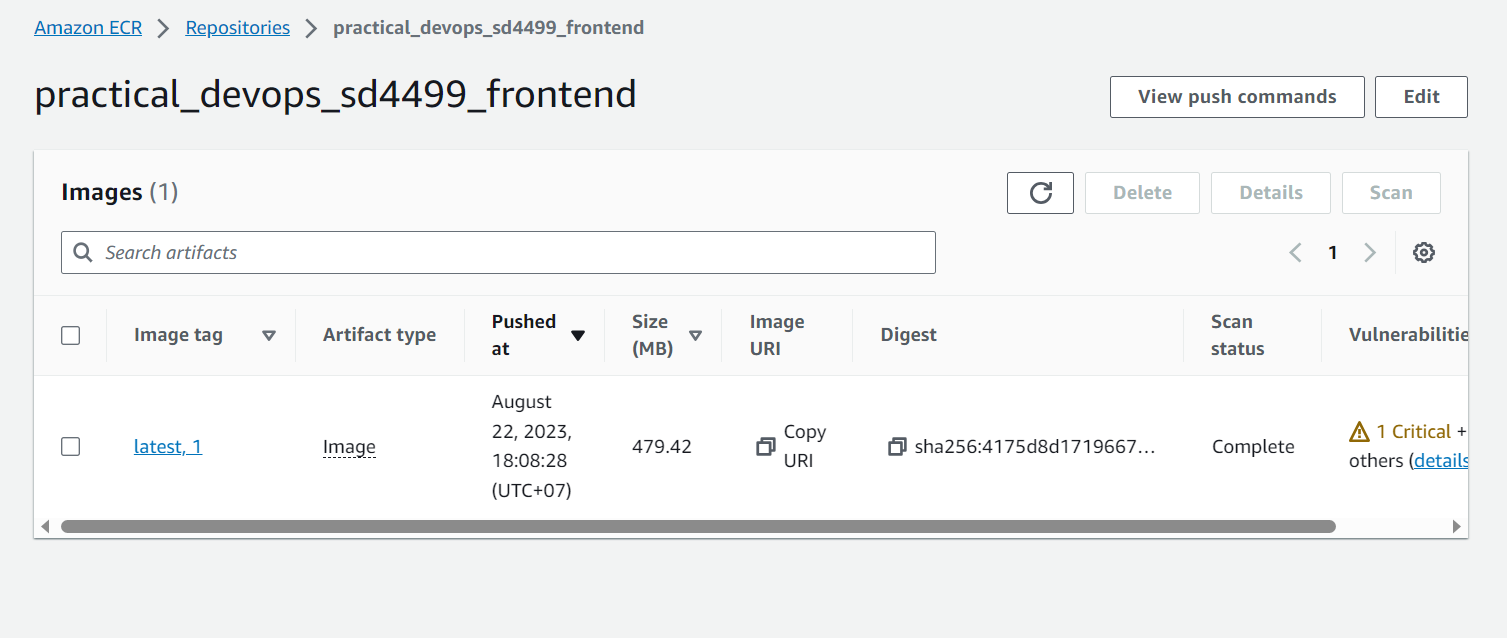 Amazon ECR > Repositories > practical_devops_sd4499_frontend
practical_devops_sd4499_frontend
View push commands
Edit
Images (1)
Delete
Details
Scan
Search artifacts
1
Image tag
Artifact type
Pushed
at
Size
(MB)
Image
URI
Digest
Scan
status
Vulnerabilitie
latest, 1
Image
August
22, 2023,
18:08:28
(UTC+07)
479.42
Copy
URI
sha256:4175d8d1719667...
Complete
1 Critical +
others (details